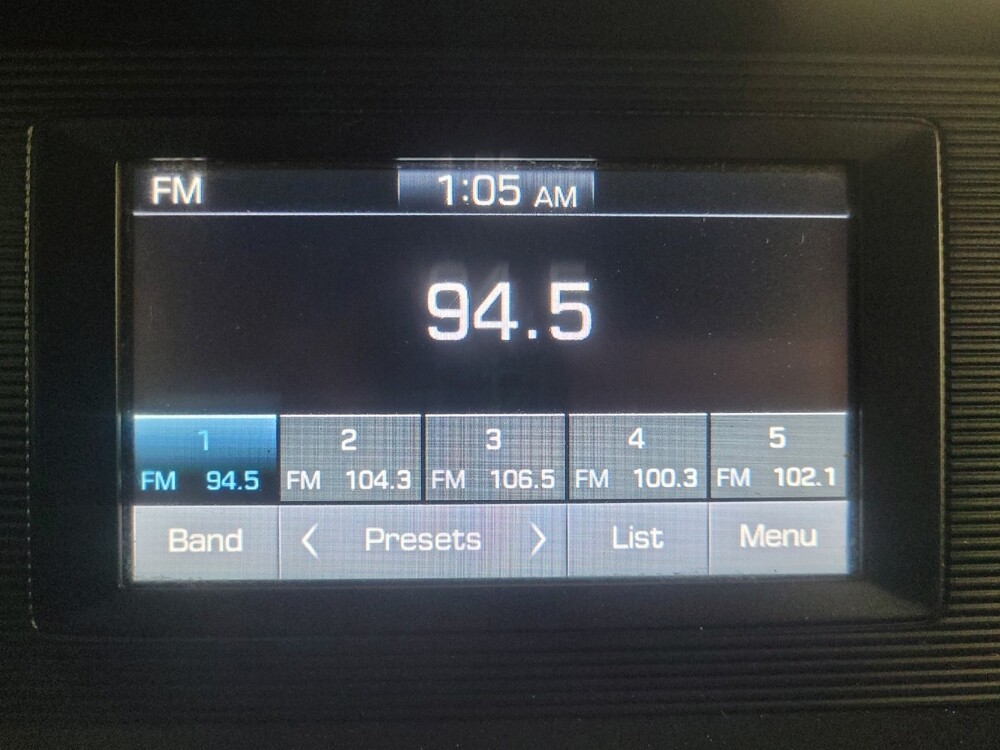 FM 1:05 AM
94.5
1 2 3 4 5
FM 94.5 FM 104.3 FM 106.5 FM 100.3 FM 102.1
Band < Presets > List Menu